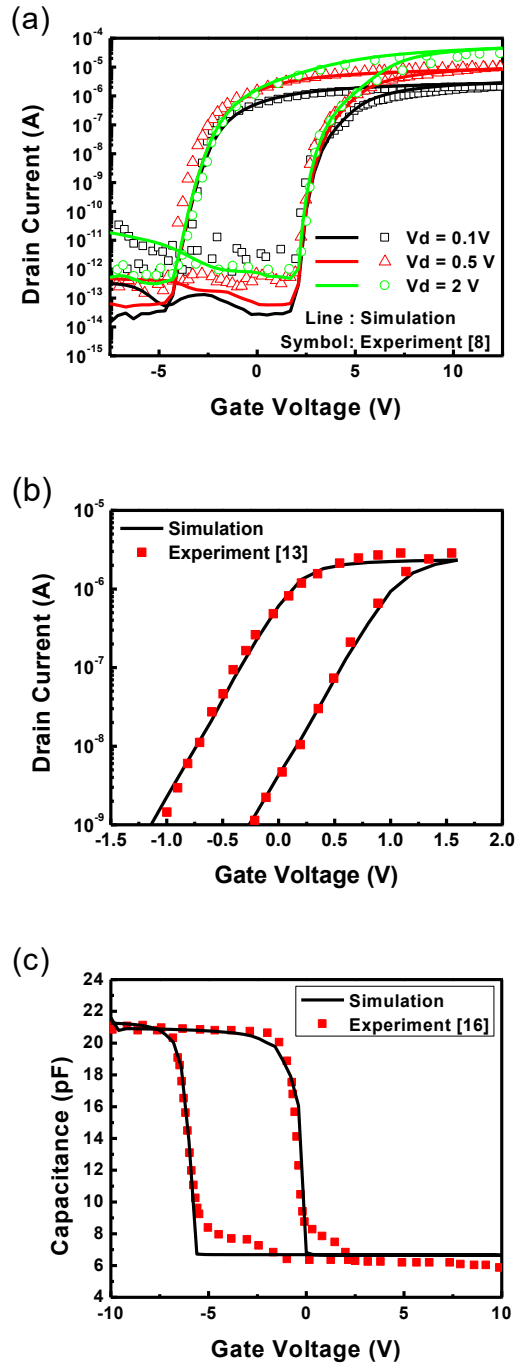 (a)
10⁻⁴
10⁻⁵
10⁻⁶
10⁻⁷
10⁻⁸
10⁻⁹
10⁻¹⁰
10⁻¹¹
10⁻¹²
10⁻¹³
10⁻¹⁴
10⁻¹⁵
Drain Current (A)
Vd = 0.1V
Vd = 0.5 V
Vd = 2 V
Line : Simulation
Symbol: Experiment [8]
-5 0 5 10
Gate Voltage (V)
(b)
10⁻⁵
10⁻⁶
10⁻⁷
10⁻⁸
10⁻⁹
Drain Current (A)
Simulation
Experiment [13]
-1.5 -1.0 -0.5 0.0 0.5 1.0 1.5 2.0
Gate Voltage (V)
(c)
24
22
20
18
16
14
12
10
8
6
4
Capacitance (pF)
Simulation
Experiment [16]
-10 -5 0 5 10
Gate Voltage (V)